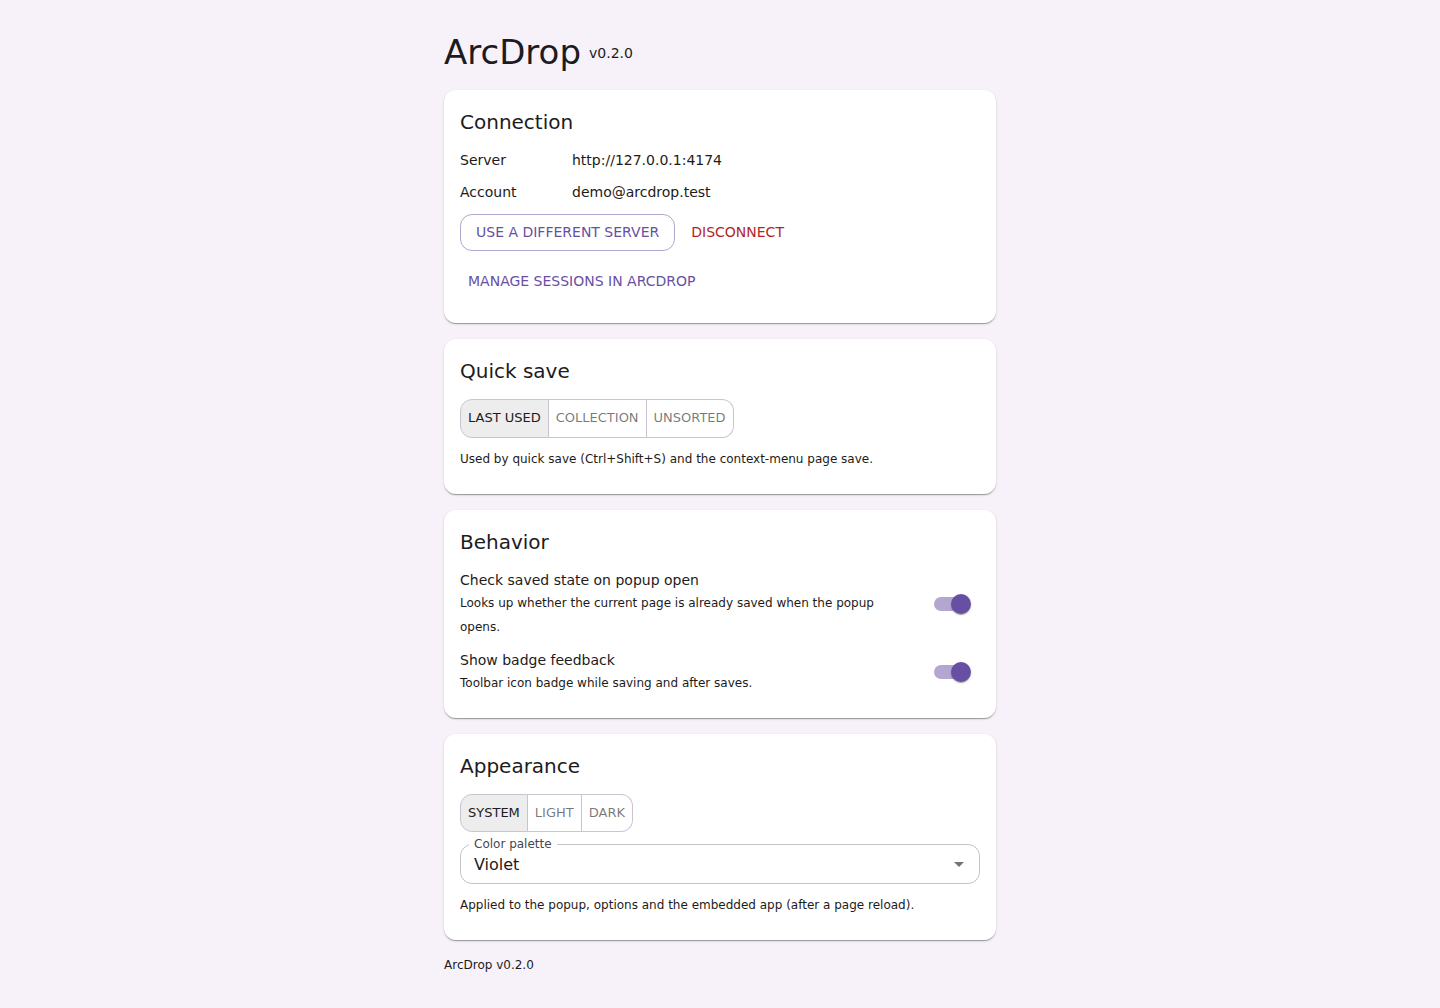 ArcDrop v0.2.0
Connection
Server http://127.0.0.1:4174
Account demo@arcdrop.test
USE A DIFFERENT SERVER DISCONNECT
MANAGE SESSIONS IN ARCDROP
Quick save
LAST USED COLLECTION UNSORTED
Used by quick save (Ctrl+Shift+S) and the context-menu page save.
Behavior
Check saved state on popup open
Looks up whether the current page is already saved when the popup
opens.
Show badge feedback
Toolbar icon badge while saving and after saves.
Appearance
SYSTEM LIGHT DARK
Color palette
Violet
Applied to the popup, options and the embedded app (after a page reload).
ArcDrop v0.2.0